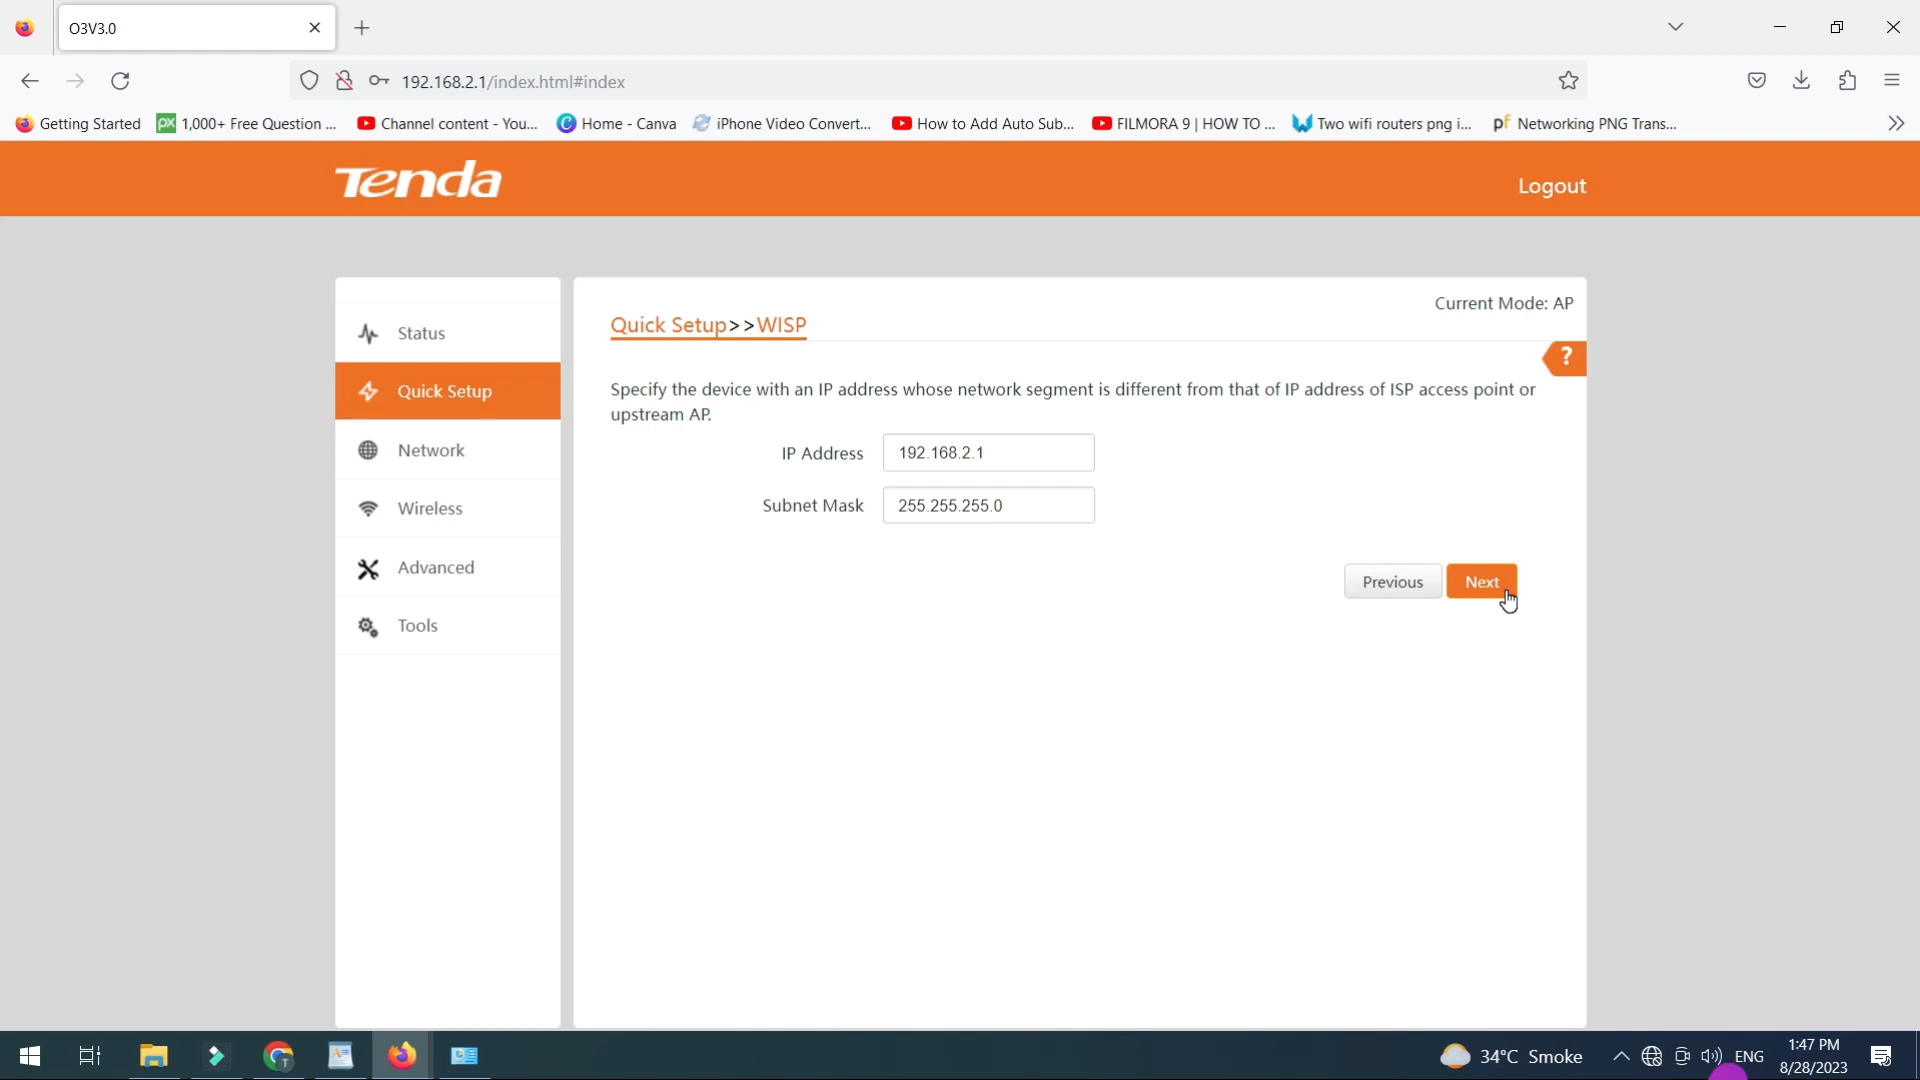 O3V3.0
192.168.2.1/index.html#index
Getting Started
1,000+ Free Question ...
Channel content - You...
Home - Canva
iPhone Video Convert...
How to Add Auto Sub...
FILMORA 9 | HOW TO ...
Two wifi routers png i...
Networking PNG Trans...
Tenda
Logout
Status
Quick Setup
Network
Wireless
Advanced
Tools
Current Mode: AP
Quick Setup>>WISP
?
Specify the device with an IP address whose network segment is different from that of IP address of ISP access point or
upstream AP.
IP Address 192.168.2.1
Subnet Mask 255.255.255.0
Previous Next
34°C Smoke
ENG
1:47 PM
8/28/2023